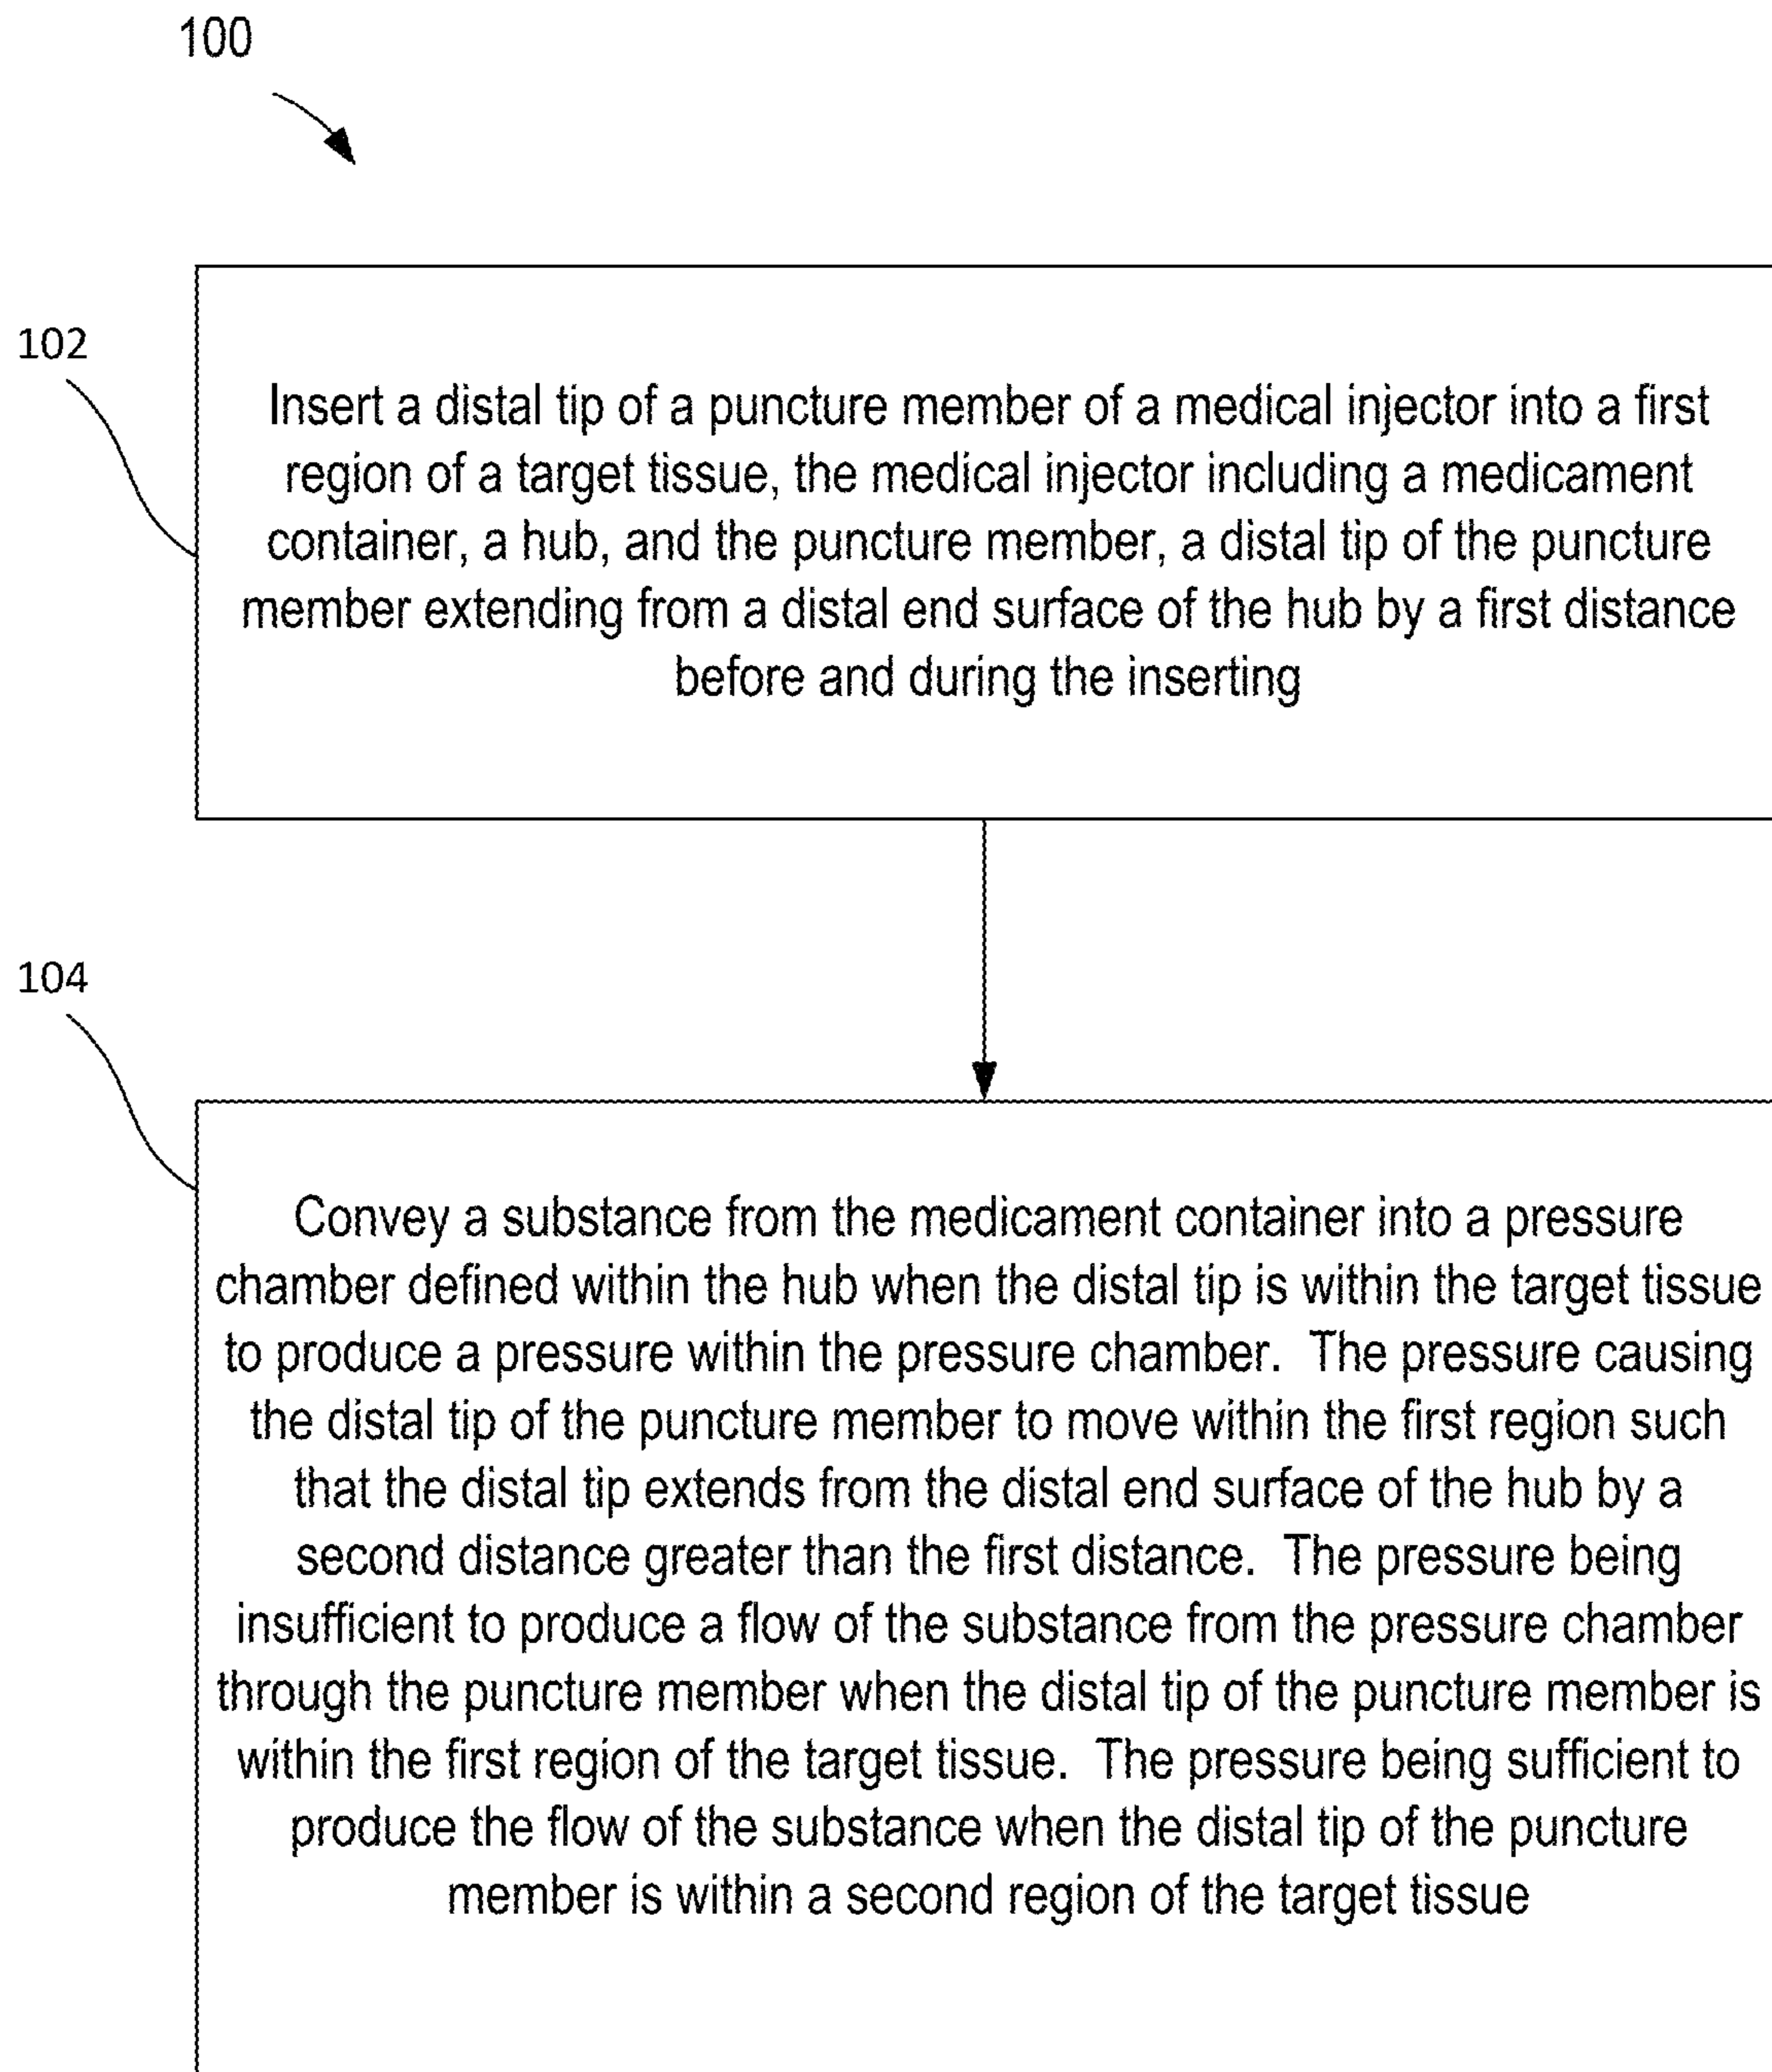 100
102
Insert a distal tip of a puncture member of a medical injector into a first
region of a target tissue, the medical injector including a medicament
container, a hub, and the puncture member, a distal tip of the puncture
member extending from a distal end surface of the hub by a first distance
before and during the inserting
104
Convey a substance from the medicament container into a pressure
chamber defined within the hub when the distal tip is within the target tissue
to produce a pressure within the pressure chamber. The pressure causing
the distal tip of the puncture member to move within the first region such
that the distal tip extends from the distal end surface of the hub by a
second distance greater than the first distance. The pressure being
insufficient to produce a flow of the substance from the pressure chamber
through the puncture member when the distal tip of the puncture member is
within the first region of the target tissue. The pressure being sufficient to
produce the flow of the substance when the distal tip of the puncture
member is within a second region of the target tissue